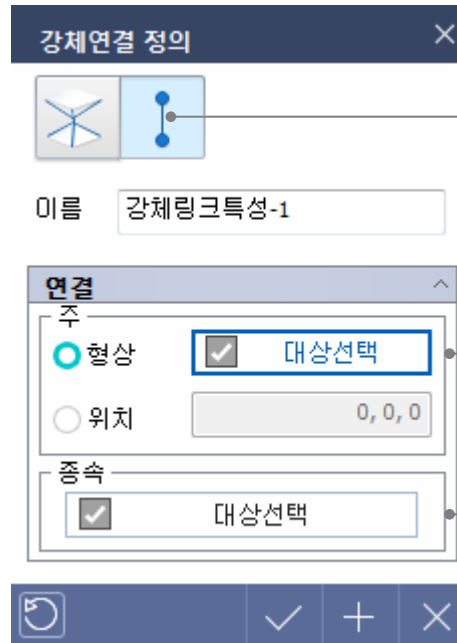 강체연결 정의
이름 강체링크특성-1
연결
주
형상 대상선택
위치 0, 0, 0
종속
대상선택